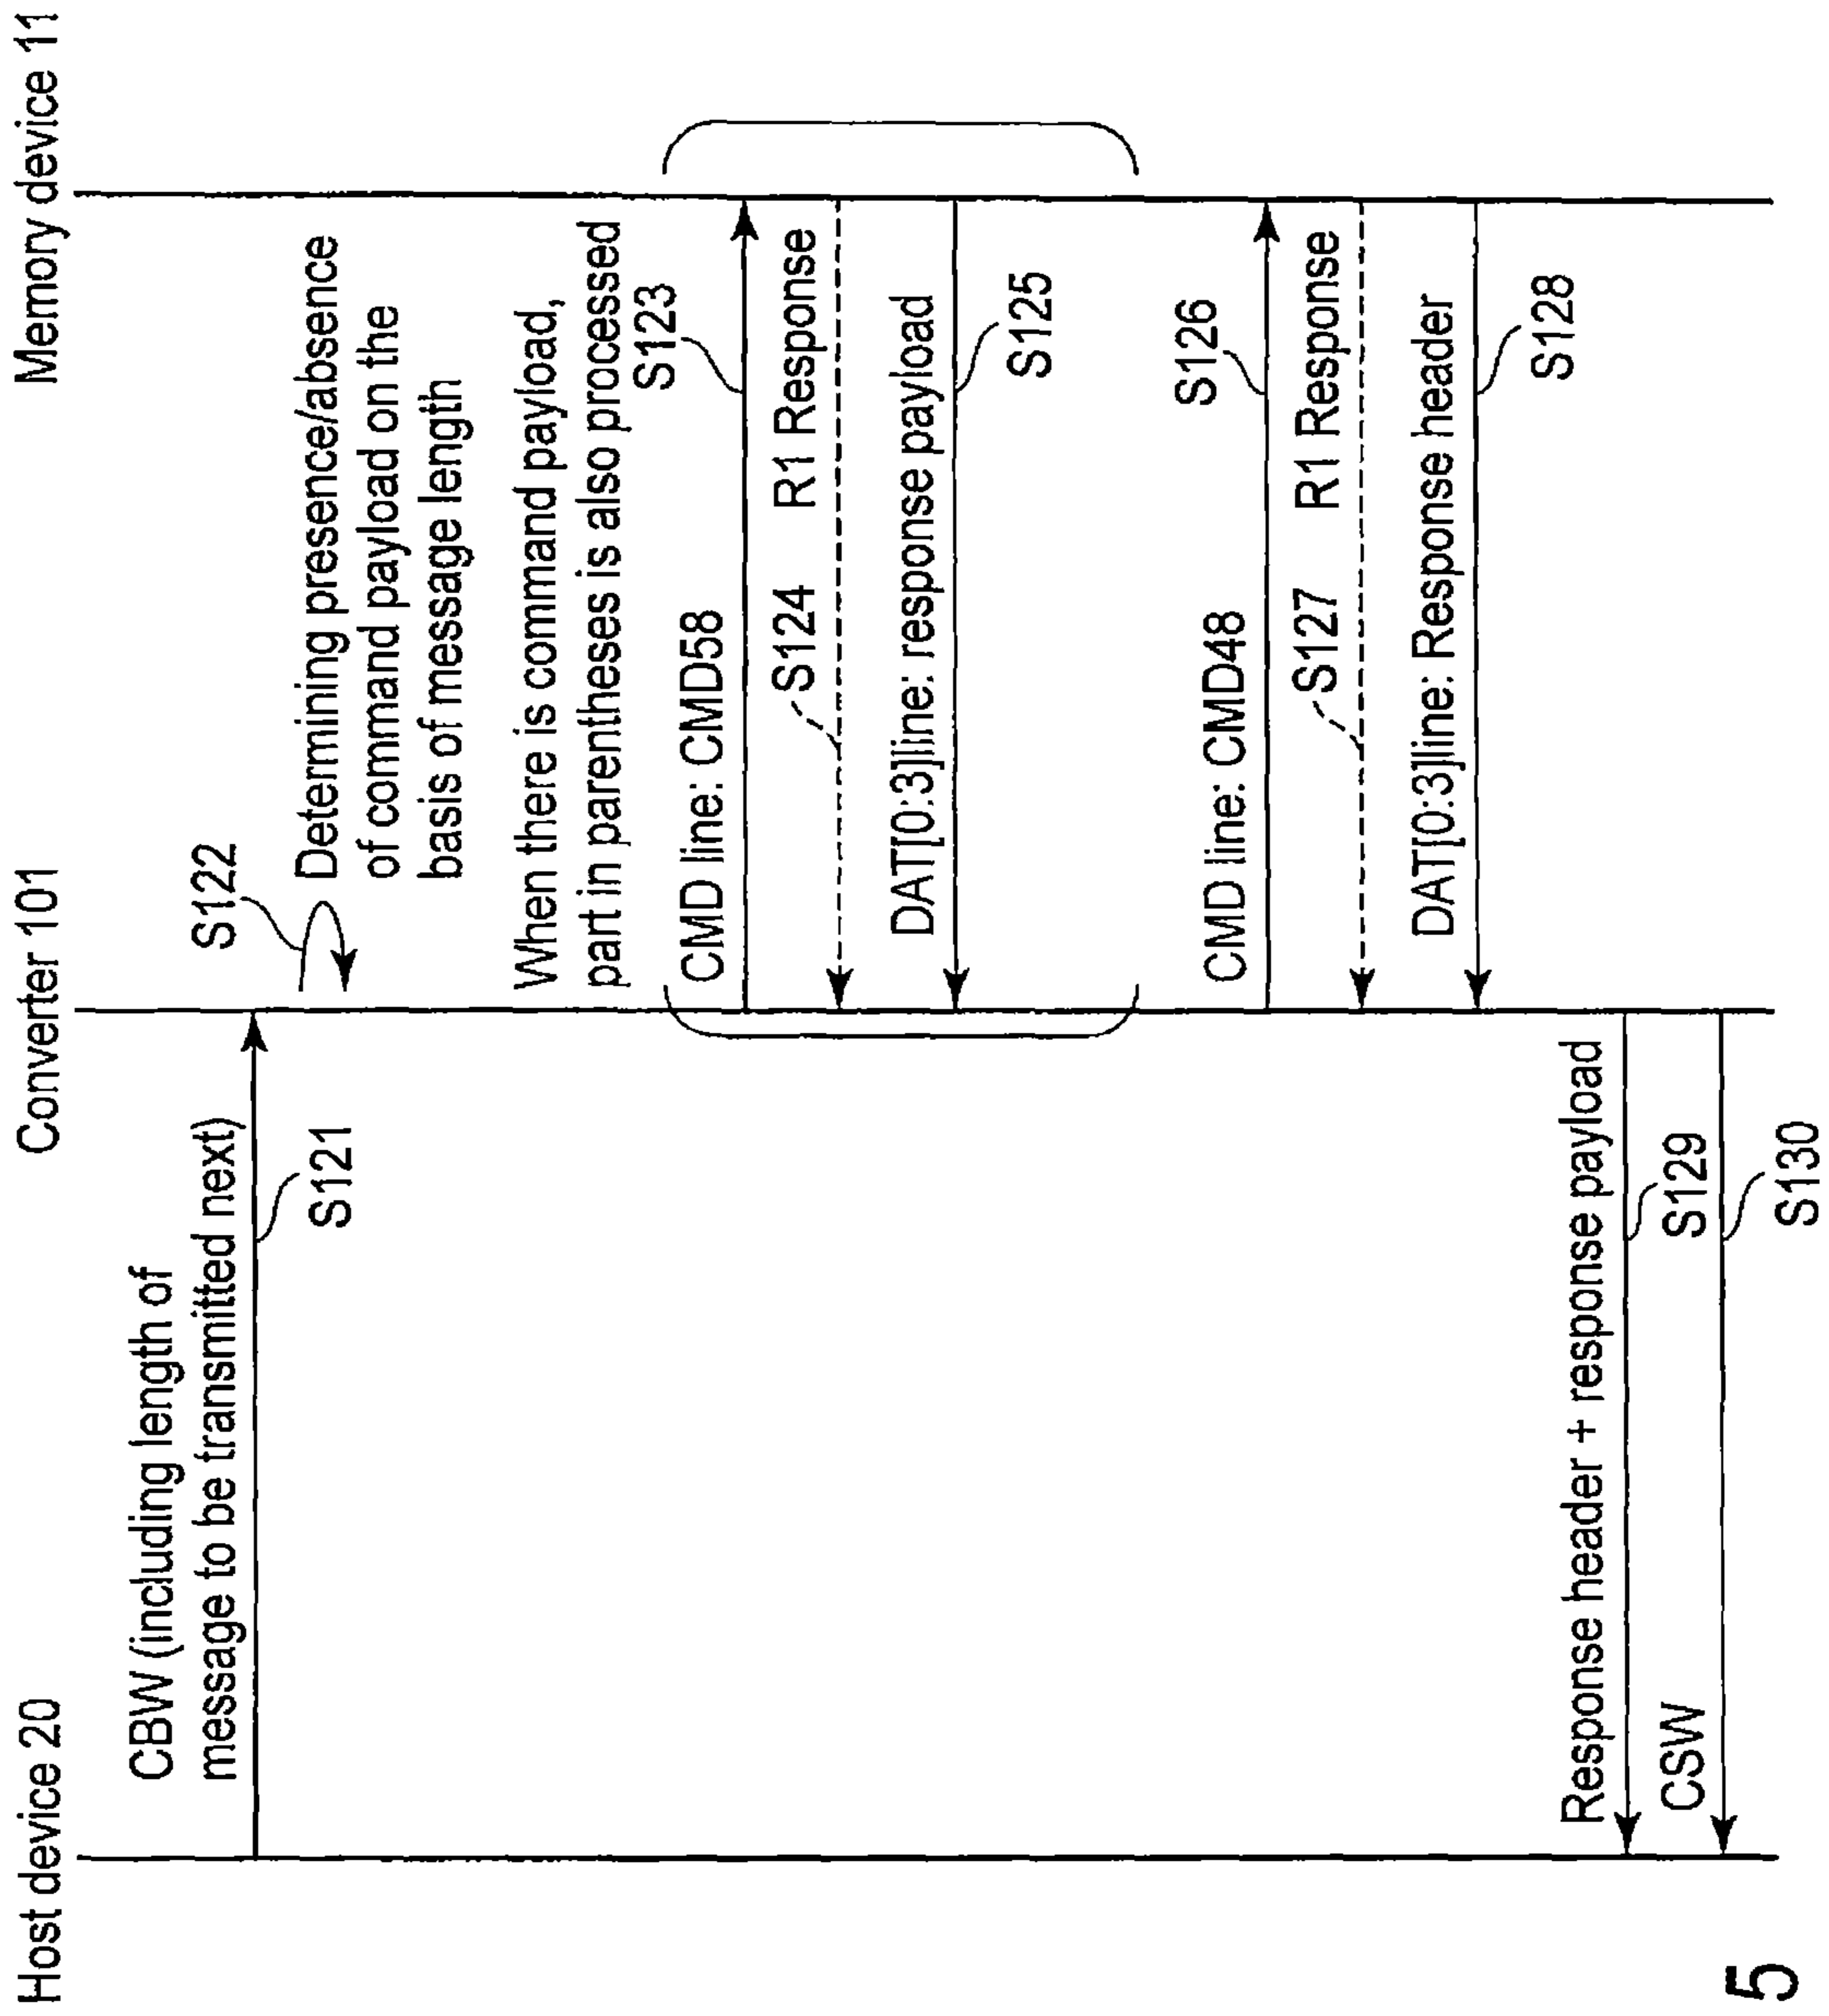 Host device 20
Converter 101
Memory device 11
CBW (including length of
message to be transmitted next)
S121
S122
Determining presence/absence
of command payload on the
basis of message length
When there is command payload,
part in parentheses is also processed
CMD line: CMD58
S123
S124
R1 Response
DAT[0:3]line: response payload
S125
CMD line: CMD48
S126
S127
R1 Response
DAT[0:3]line: Response header
S128
Response header + response payload
S129
CSW
S130
5